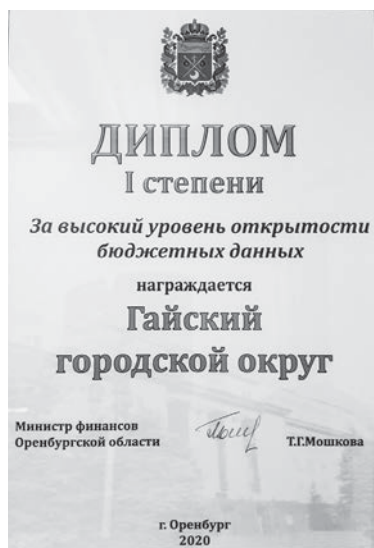 ДИПЛОМ
I степени
За высокий уровень открытости
бюджетных данных
награждается
Гайский
городской округ
Министр финансов
Оренбургской области
Т.Г.Мошкова
г. Оренбург
2020